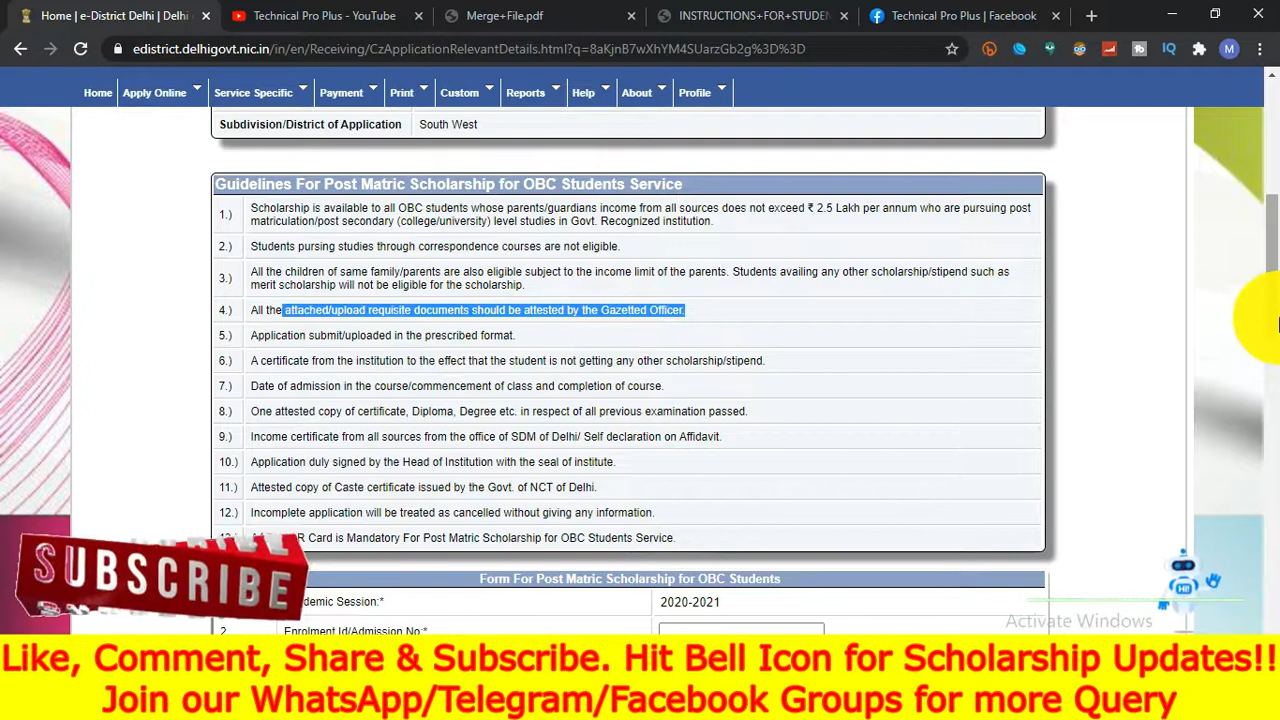 Home | e-District Delhi | Delhi
Technical Pro Plus - YouTube
Merge+File.pdf
INSTRUCTIONS+FOR+STUDEN
Technical Pro Plus | Facebook
edistrict.delhigovt.nic.in/in/en/Receiving/CzApplicationRelevantDetails.html?q=8aKjnB7wXhYM4SUarzGb2g%3D%3D
IQ
M
Home Apply Online Service Specific Payment Print Custom Reports Help About Profile
Subdivision/District of Application South West
Guidelines For Post Matric Scholarship for OBC Students Service
1.) Scholarship is available to all OBC students whose parents/guardians income from all sources does not exceed ₹ 2.5 Lakh per annum who are pursuing post
matriculation/post secondary (college/university) level studies in Govt. Recognized institution.
2.) Students pursing studies through correspondence courses are not eligible.
3.) All the children of same family/parents are also eligible subject to the income limit of the parents. Students availing any other scholarship/stipend such as
merit scholarship will not be eligible for the scholarship.
4.) All the attached/upload requisite documents should be attested by the Gazetted Officer.
5.) Application submit/uploaded in the prescribed format.
6.) A certificate from the institution to the effect that the student is not getting any other scholarship/stipend.
7.) Date of admission in the course/commencement of class and completion of course.
8.) One attested copy of certificate, Diploma, Degree etc. in respect of all previous examination passed.
9.) Income certificate from all sources from the office of SDM of Delhi/ Self declaration on Affidavit.
10.) Application duly signed by the Head of Institution with the seal of institute.
11.) Attested copy of Caste certificate issued by the Govt. of NCT of Delhi.
12.) Incomplete application will be treated as cancelled without giving any information.
R Card is Mandatory For Post Matric Scholarship for OBC Students Service.
Form For Post Matric Scholarship for OBC Students
demic Session:* 2020-2021
2 Enrolment Id/Admission No:*
SUBSCRIBE
Hi!
Activate Windows
Like, Comment, Share & Subscribe. Hit Bell Icon for Scholarship Updates!!
Join our WhatsApp/Telegram/Facebook Groups for more Query